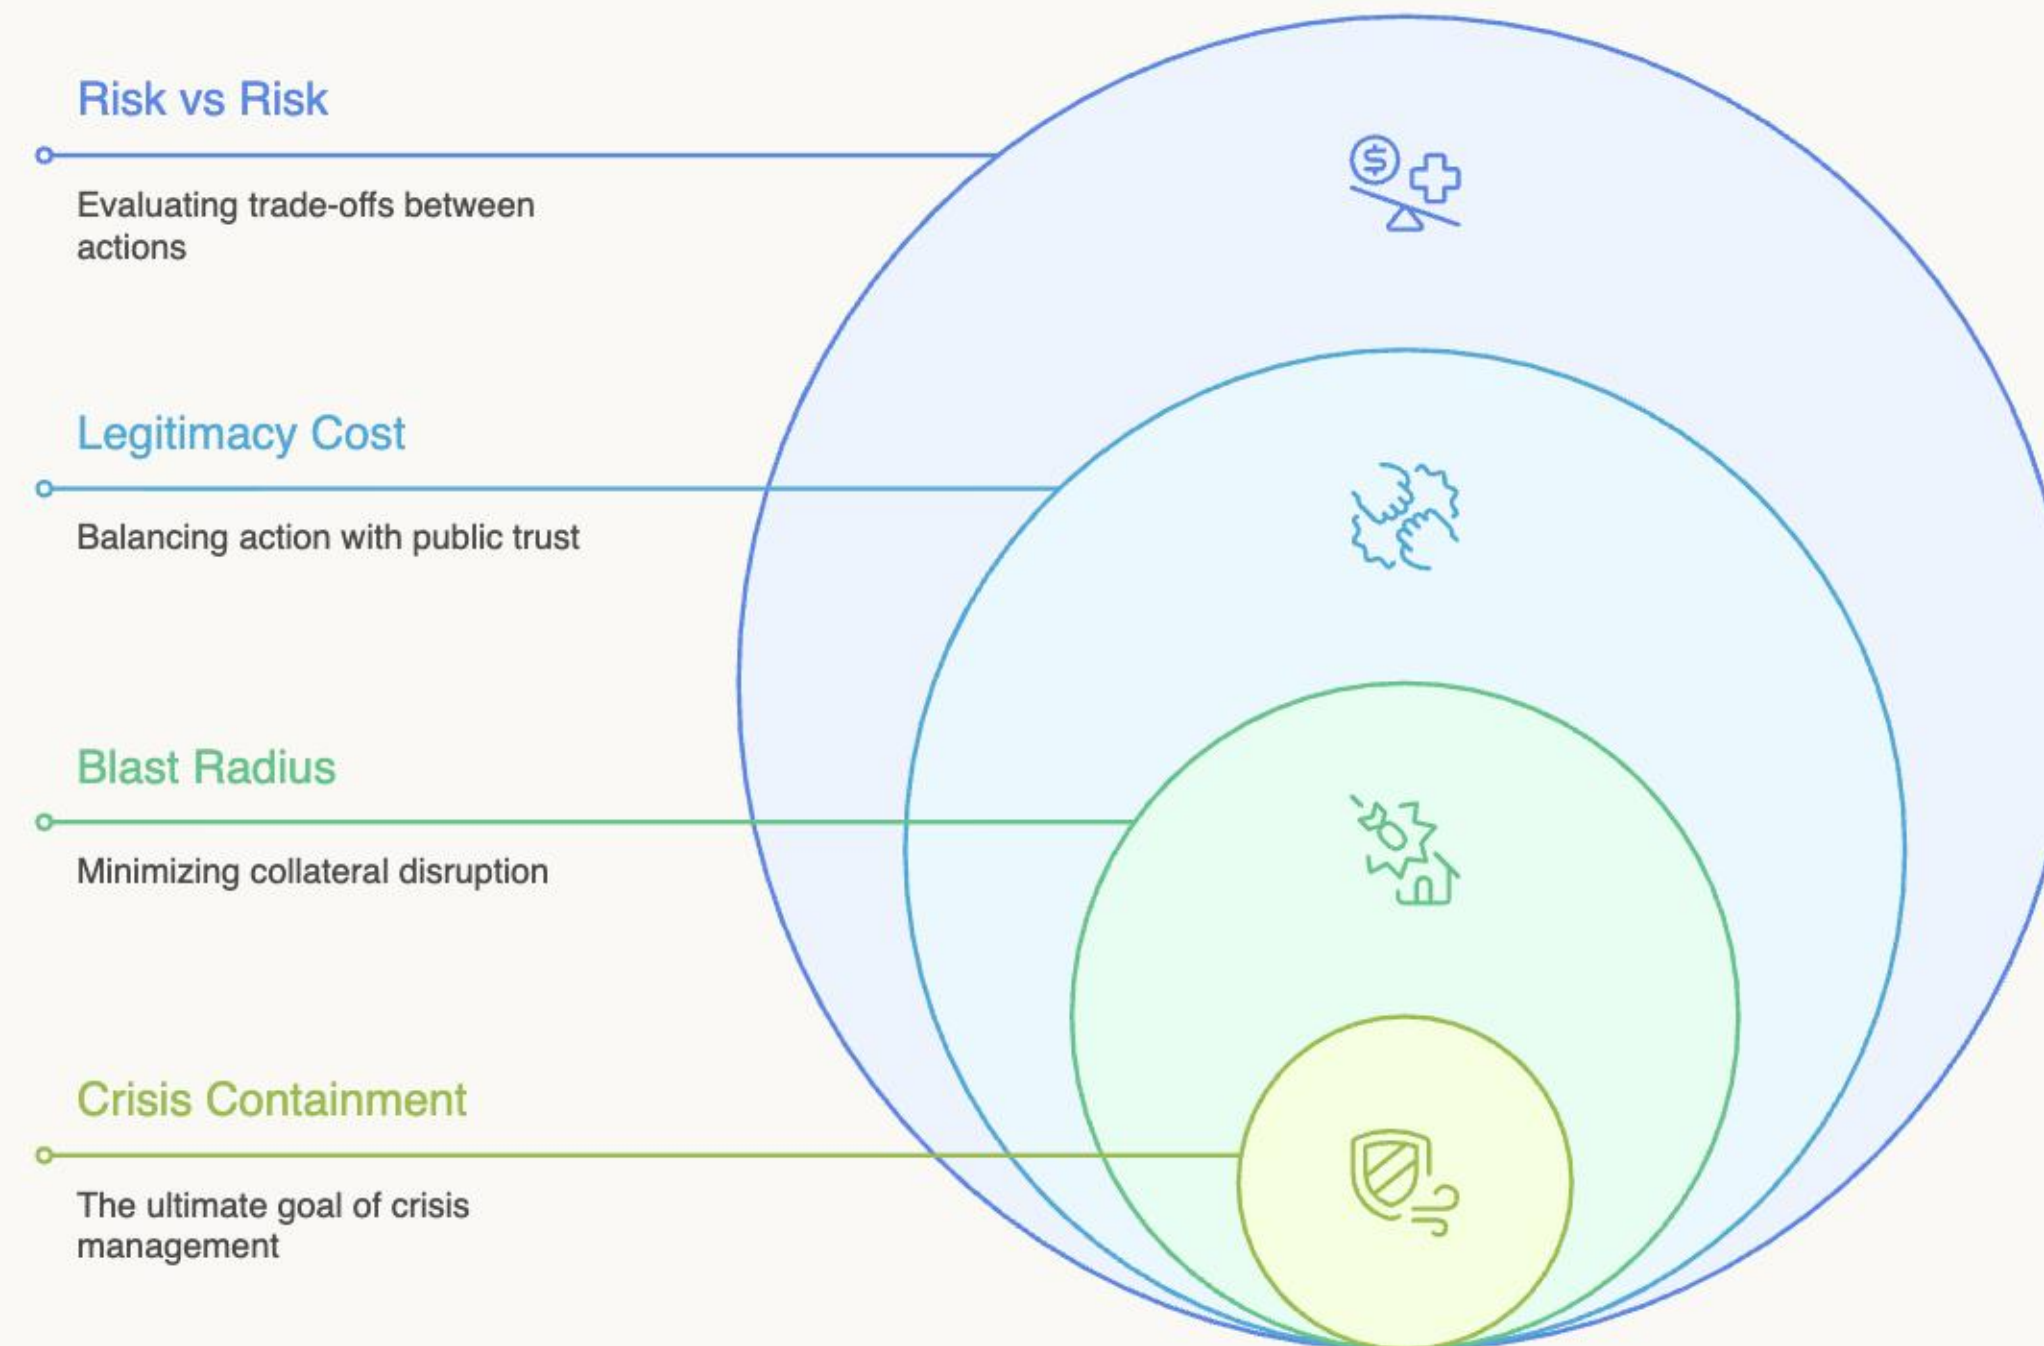 Risk vs Risk
Evaluating trade-offs between
actions
Legitimacy Cost
Balancing action with public trust
Blast Radius
Minimizing collateral disruption
Crisis Containment
The ultimate goal of crisis
management